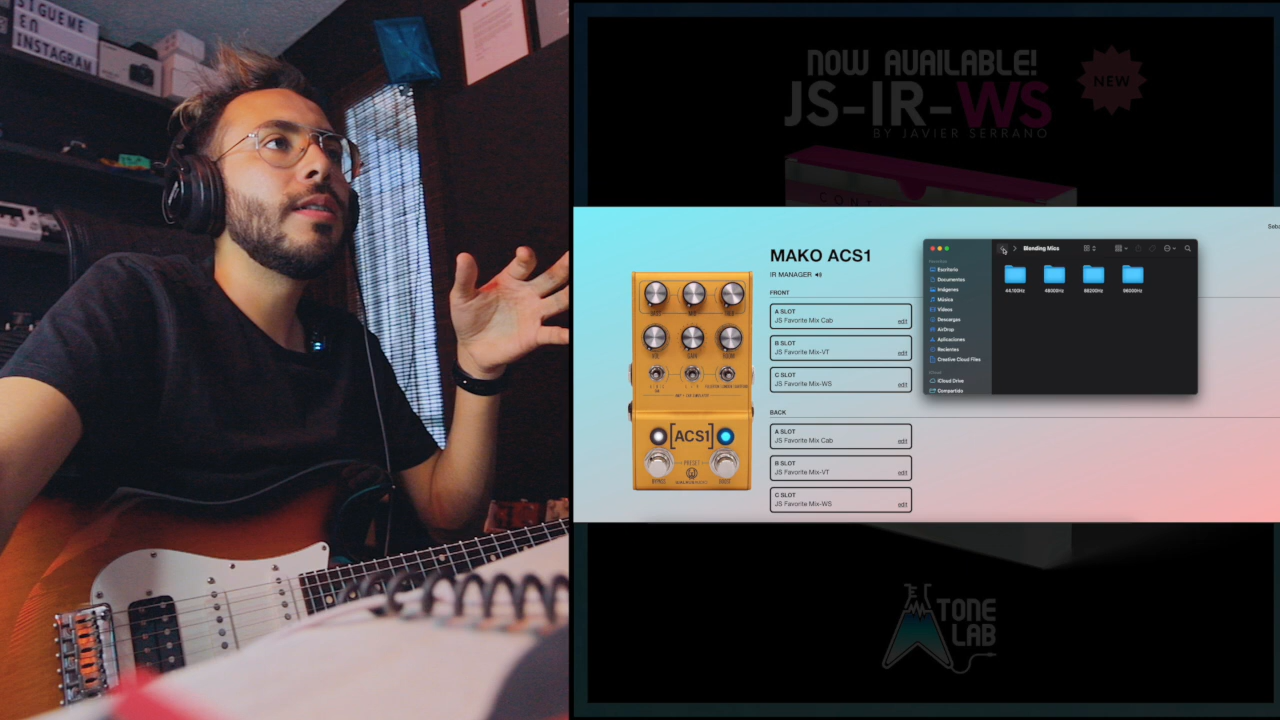 SIGUEME
EN
INSTAGRAM
NOW AVAILABLE!
NEW
JS-IR-WS
BY JAVIER SERRANO
MAKO ACS1
IR MANAGER
FRONT
A SLOT
JS Favorite Mix Cab
edit
B SLOT
JS Favorite Mix-VT
edit
C SLOT
JS Favorite Mix-WS
edit
BACK
A SLOT
JS Favorite Mix Cab
edit
B SLOT
JS Favorite Mix-VT
edit
C SLOT
JS Favorite Mix-WS
edit
[ACS1]
PRESET
Blending Mics
Favoritos
Escritorio
Documentos
Imágenes
Música
Vídeos
Descargas
AirDrop
Aplicaciones
Recientes
Creative Cloud Files
iCloud
iCloud Drive
Compartido
44,100Hz
48000Hz
88200Hz
96000Hz
TONE
LAB